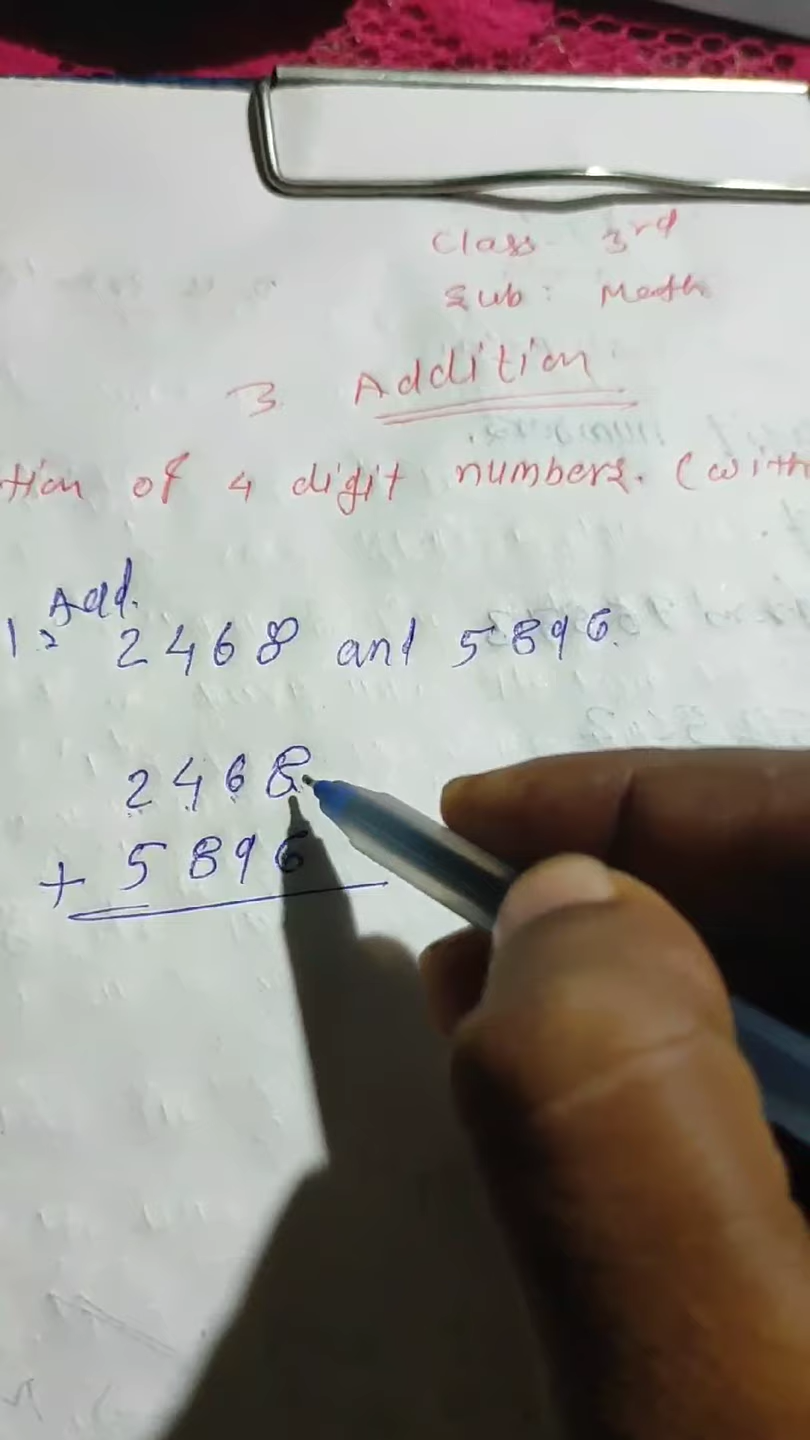 Class 3rd
Sub: Math
3. Addition
tion of 4 digit numbers. (with
Add.
1> 2468 and 5896.
2468
+ 5896